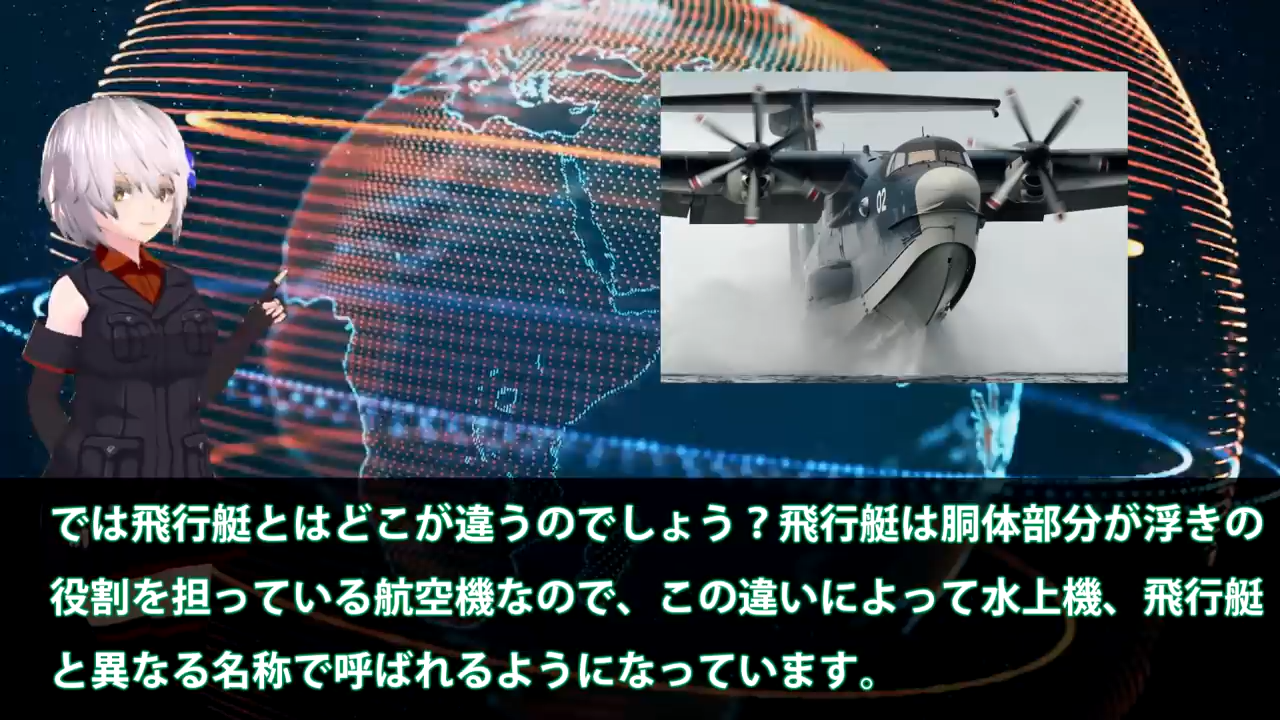 02
では飛行艇とはどこが違うのでしょう？飛行艇は胴体部分が浮きの
役割を担っている航空機なので、この違いによって水上機、飛行艇
と異なる名称で呼ばれるようになっています。